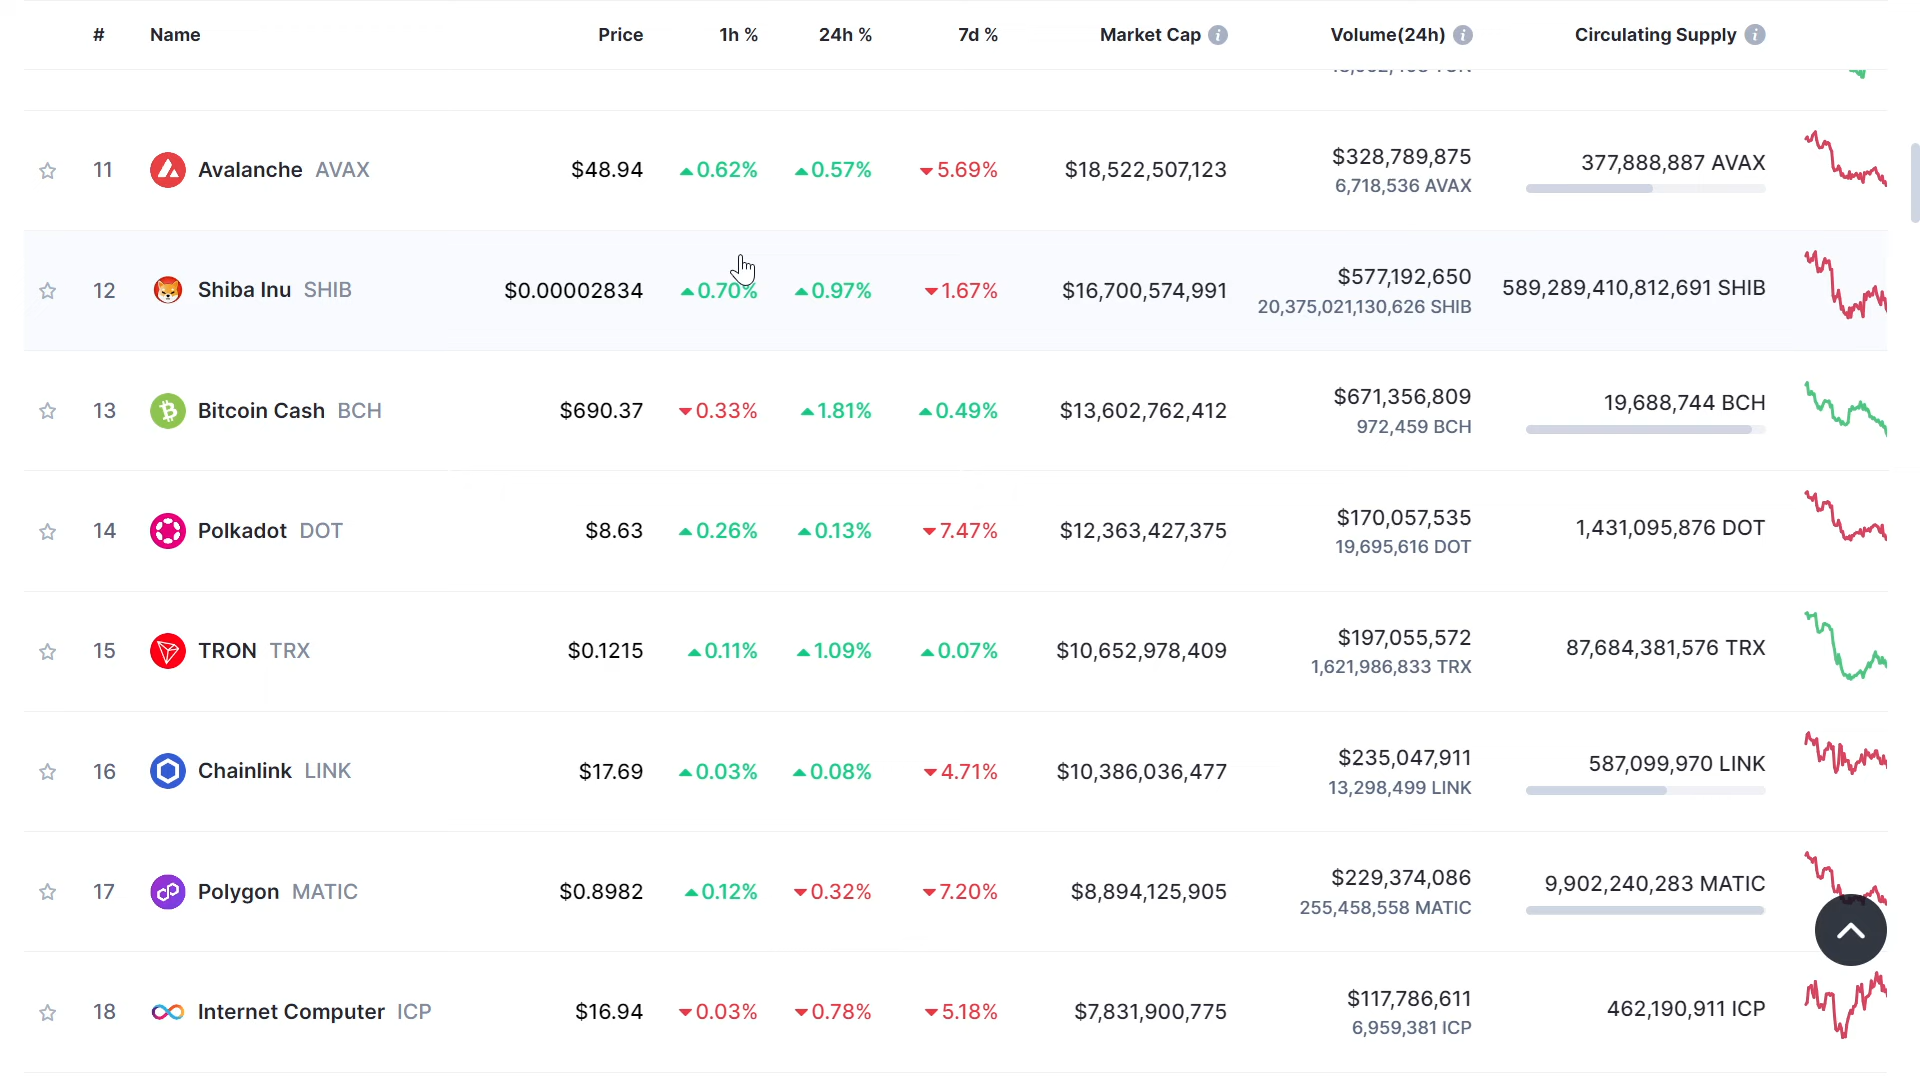 # Name Price 1h % 24h % 7d % Market Cap Volume(24h) Circulating Supply
11 Avalanche AVAX $48.94 0.62% 0.57% 5.69% $18,522,507,123 $328,789,875 377,888,887 AVAX
6,718,536 AVAX
12 Shiba Inu SHIB $0.00002834 0.70% 0.97% 1.67% $16,700,574,991 $577,192,650 589,289,410,812,691 SHIB
20,375,021,130,626 SHIB
13 Bitcoin Cash BCH $690.37 0.33% 1.81% 0.49% $13,602,762,412 $671,356,809 19,688,744 BCH
972,459 BCH
14 Polkadot DOT $8.63 0.26% 0.13% 7.47% $12,363,427,375 $170,057,535 1,431,095,876 DOT
19,695,616 DOT
15 TRON TRX $0.1215 0.11% 1.09% 0.07% $10,652,978,409 $197,055,572 87,684,381,576 TRX
1,621,986,833 TRX
16 Chainlink LINK $17.69 0.03% 0.08% 4.71% $10,386,036,477 $235,047,911 587,099,970 LINK
13,298,499 LINK
17 Polygon MATIC $0.8982 0.12% 0.32% 7.20% $8,894,125,905 $229,374,086 9,902,240,283 MATIC
255,458,558 MATIC
18 Internet Computer ICP $16.94 0.03% 0.78% 5.18% $7,831,900,775 $117,786,611 462,190,911 ICP
6,959,381 ICP